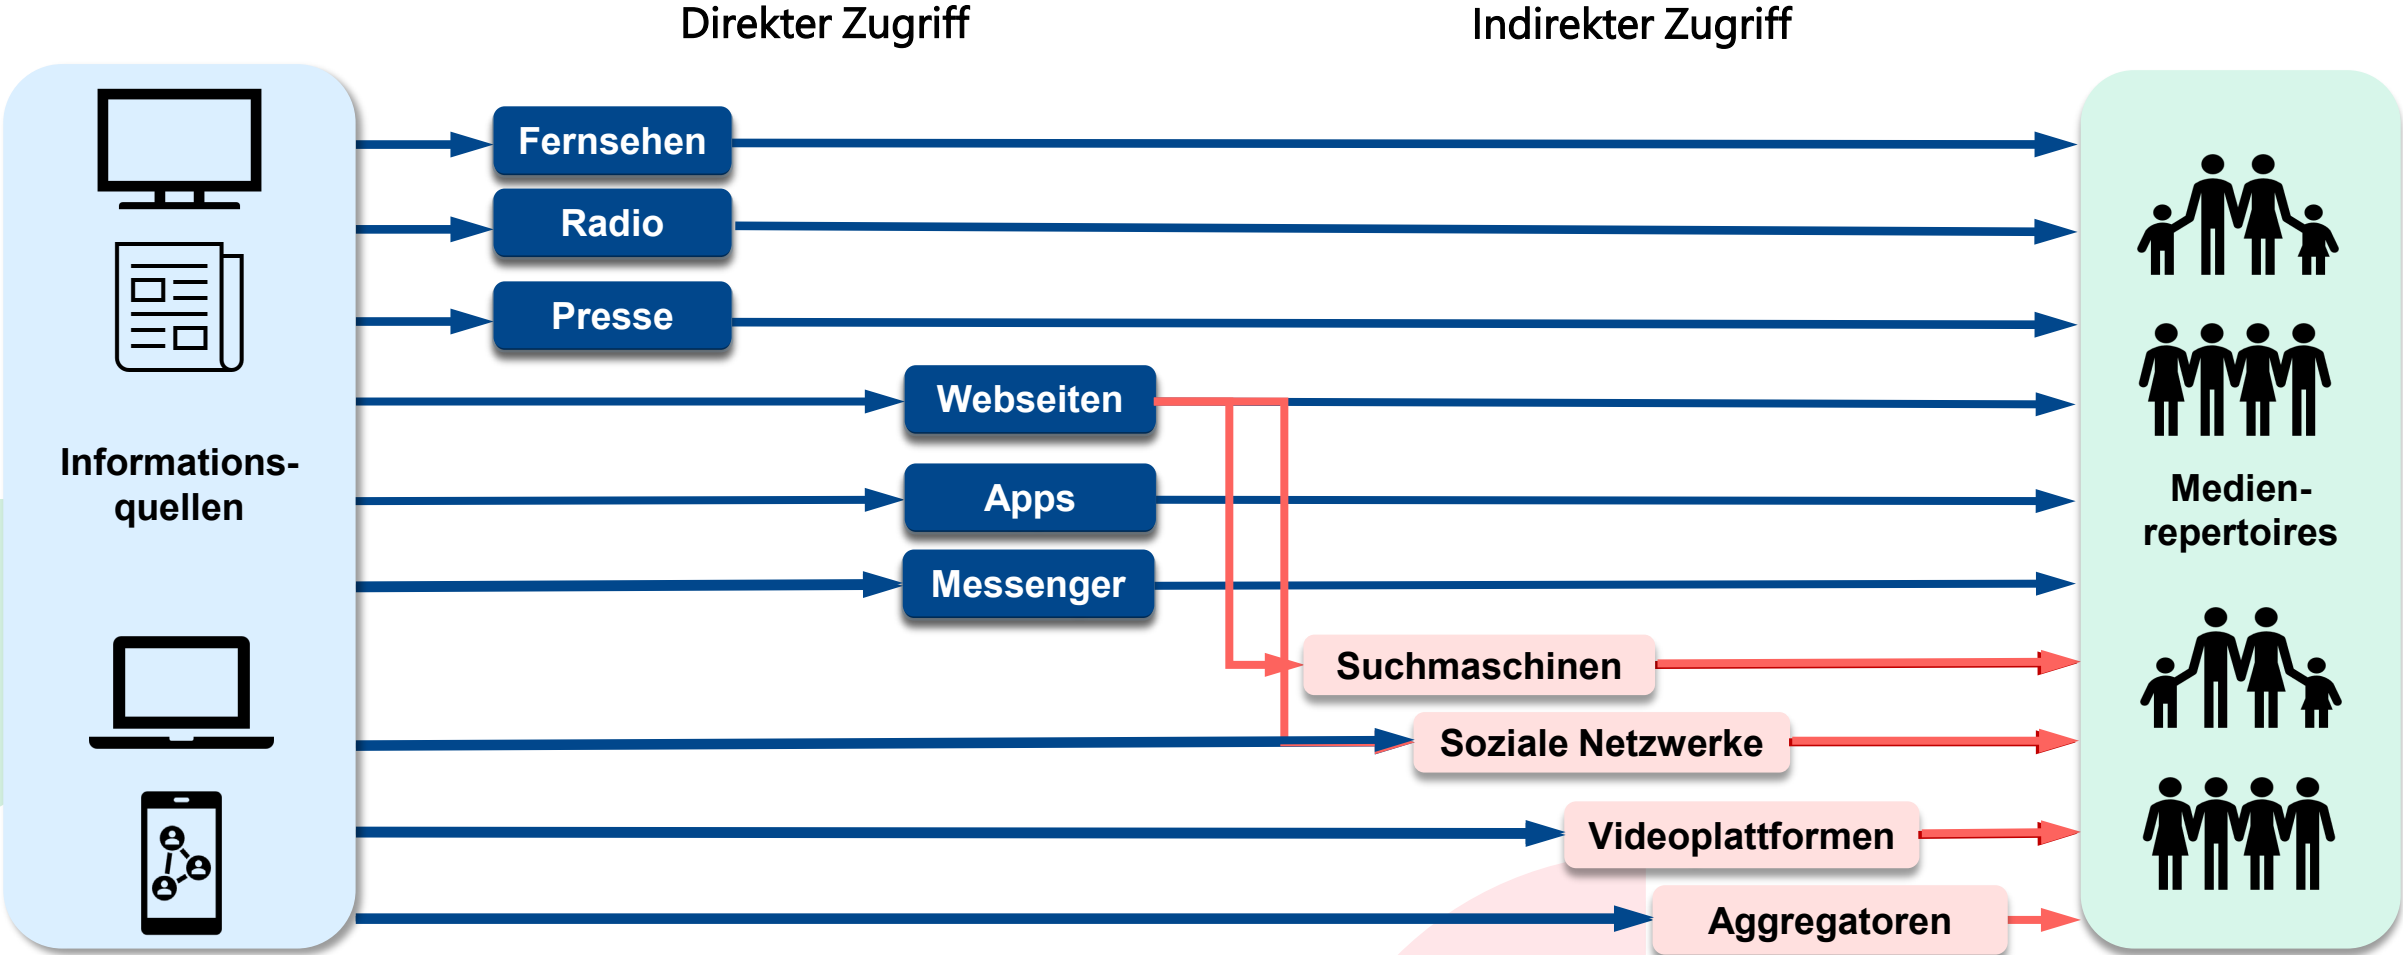 Direkter Zugriff
Indirekter Zugriff
Fernsehen
Radio
Presse
Webseiten
Informations-
quellen
Apps
Medien-
repertoires
Messenger
Suchmaschinen
Soziale Netzwerke
Videoplattformen
Aggregatoren